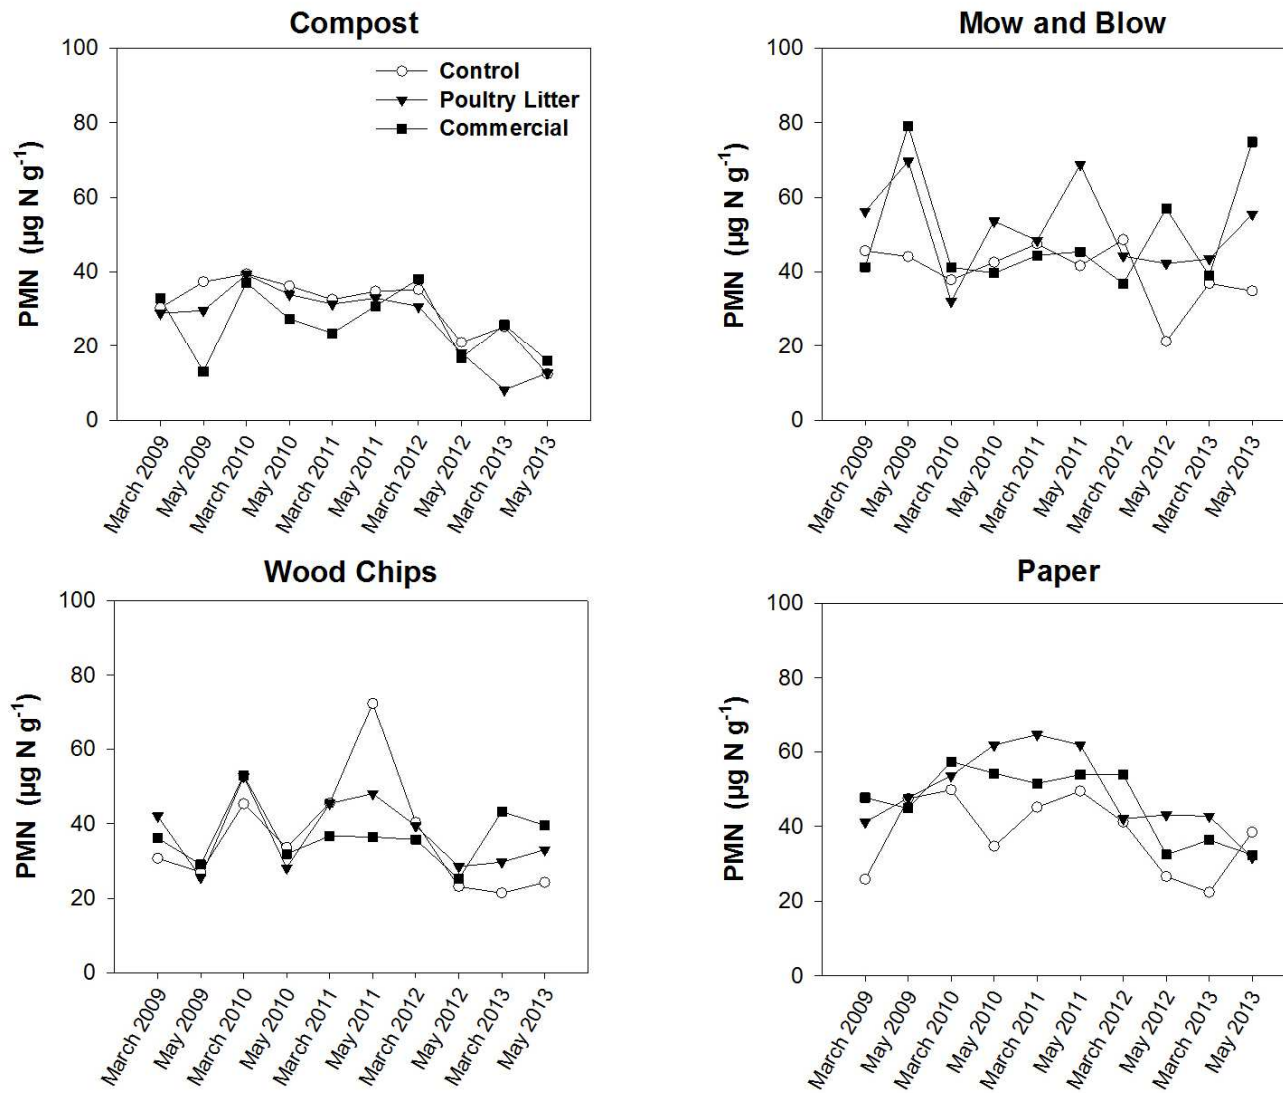 Compost
100
80
60
40
20
0
PMN (µg N g-1)
Control
Poultry Litter
Commercial
March 2009
May 2009
March 2010
May 2010
March 2011
May 2011
March 2012
May 2012
March 2013
May 2013
Mow and Blow
100
80
60
40
20
0
PMN (µg N g-1)
March 2009
May 2009
March 2010
May 2010
March 2011
May 2011
March 2012
May 2012
March 2013
May 2013
Wood Chips
100
80
60
40
20
0
PMN (µg N g-1)
March 2009
May 2009
March 2010
May 2010
March 2011
May 2011
March 2012
May 2012
March 2013
May 2013
Paper
100
80
60
40
20
0
PMN (µg N g-1)
March 2009
May 2009
March 2010
May 2010
March 2011
May 2011
March 2012
May 2012
March 2013
May 2013